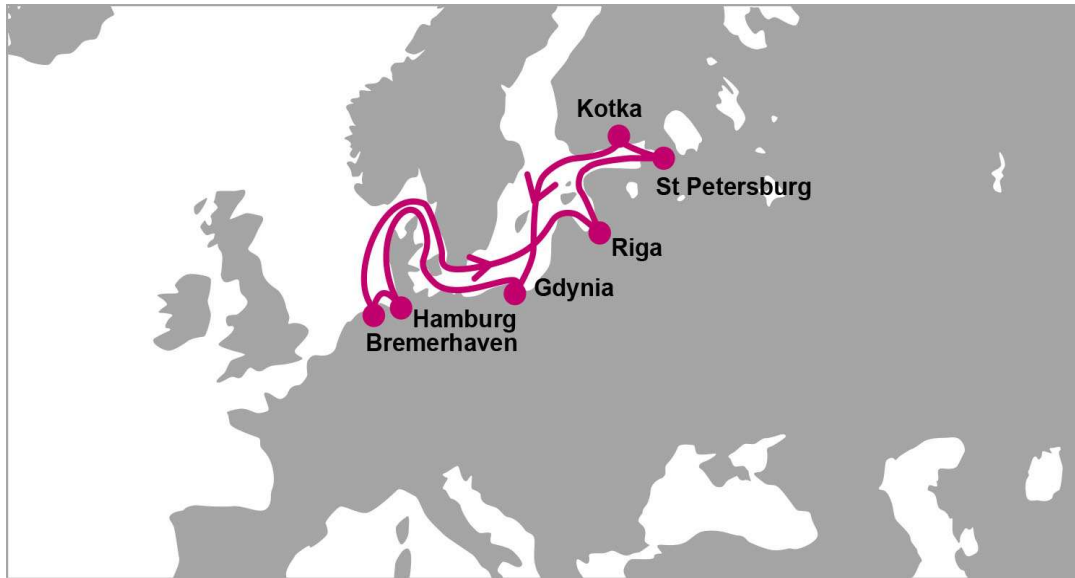 Kotka
St Petersburg
Riga
Gdynia
Hamburg
Bremerhaven